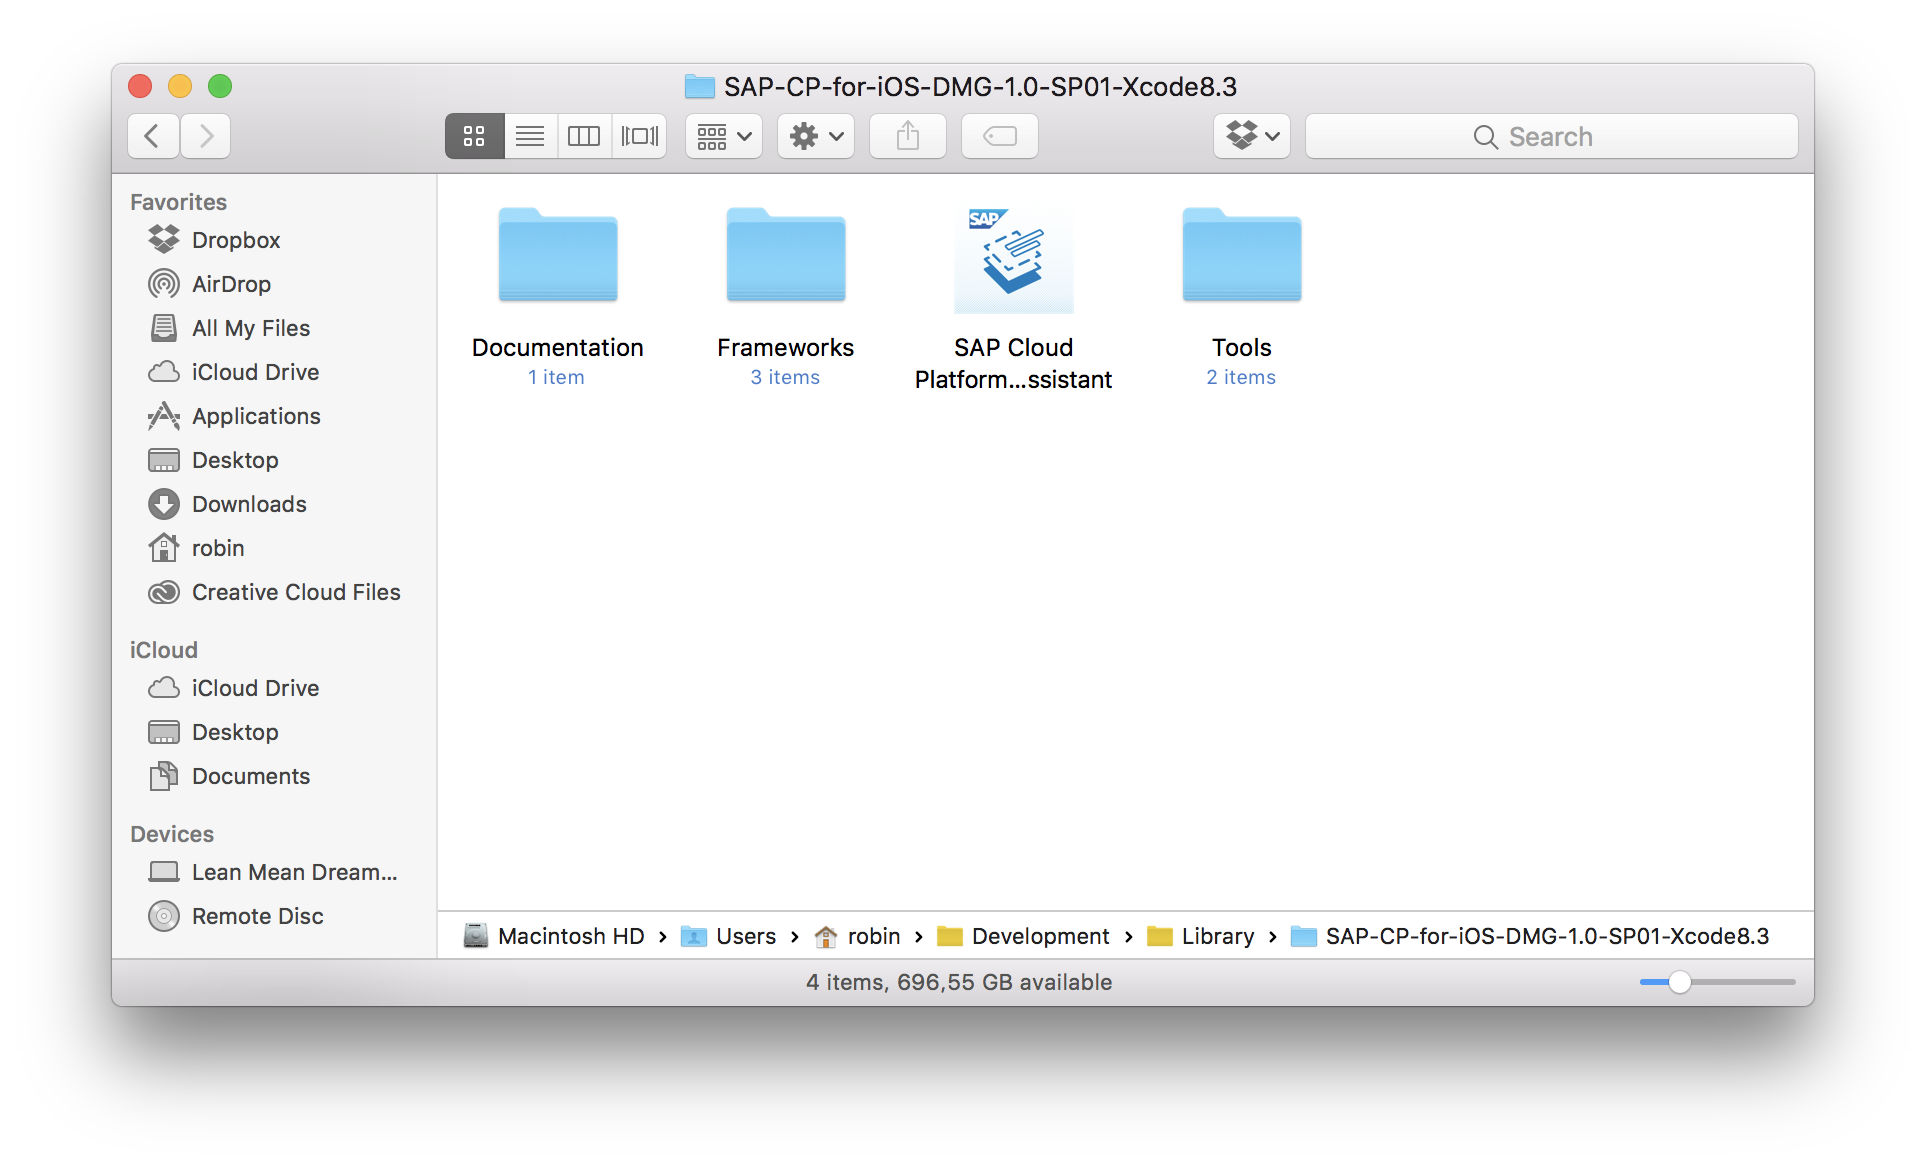 SAP-CP-for-iOS-DMG-1.0-SP01-Xcode8.3
Search
Favorites
Dropbox
AirDrop
All My Files
iCloud Drive
Applications
Desktop
Downloads
robin
Creative Cloud Files
iCloud
iCloud Drive
Desktop
Documents
Devices
Lean Mean Dream...
Remote Disc
Documentation
1 item
Frameworks
3 items
SAP
SAP Cloud
Platform...ssistant
Tools
2 items
Macintosh HD › Users › robin › Development › Library › SAP-CP-for-iOS-DMG-1.0-SP01-Xcode8.3
4 items, 696,55 GB available